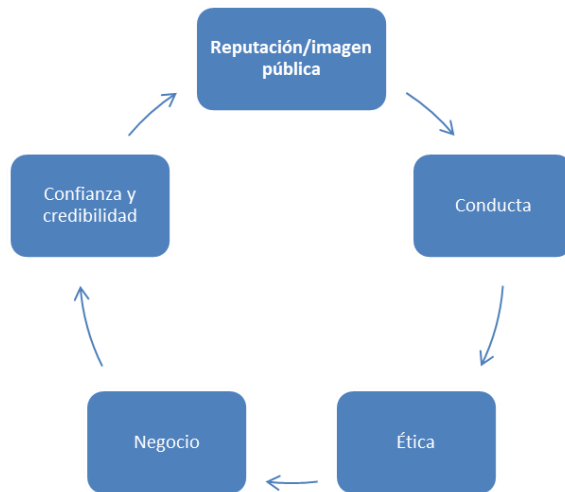 Reputación/imagen
pública
Conducta
Ética
Negocio
Confianza y
credibilidad